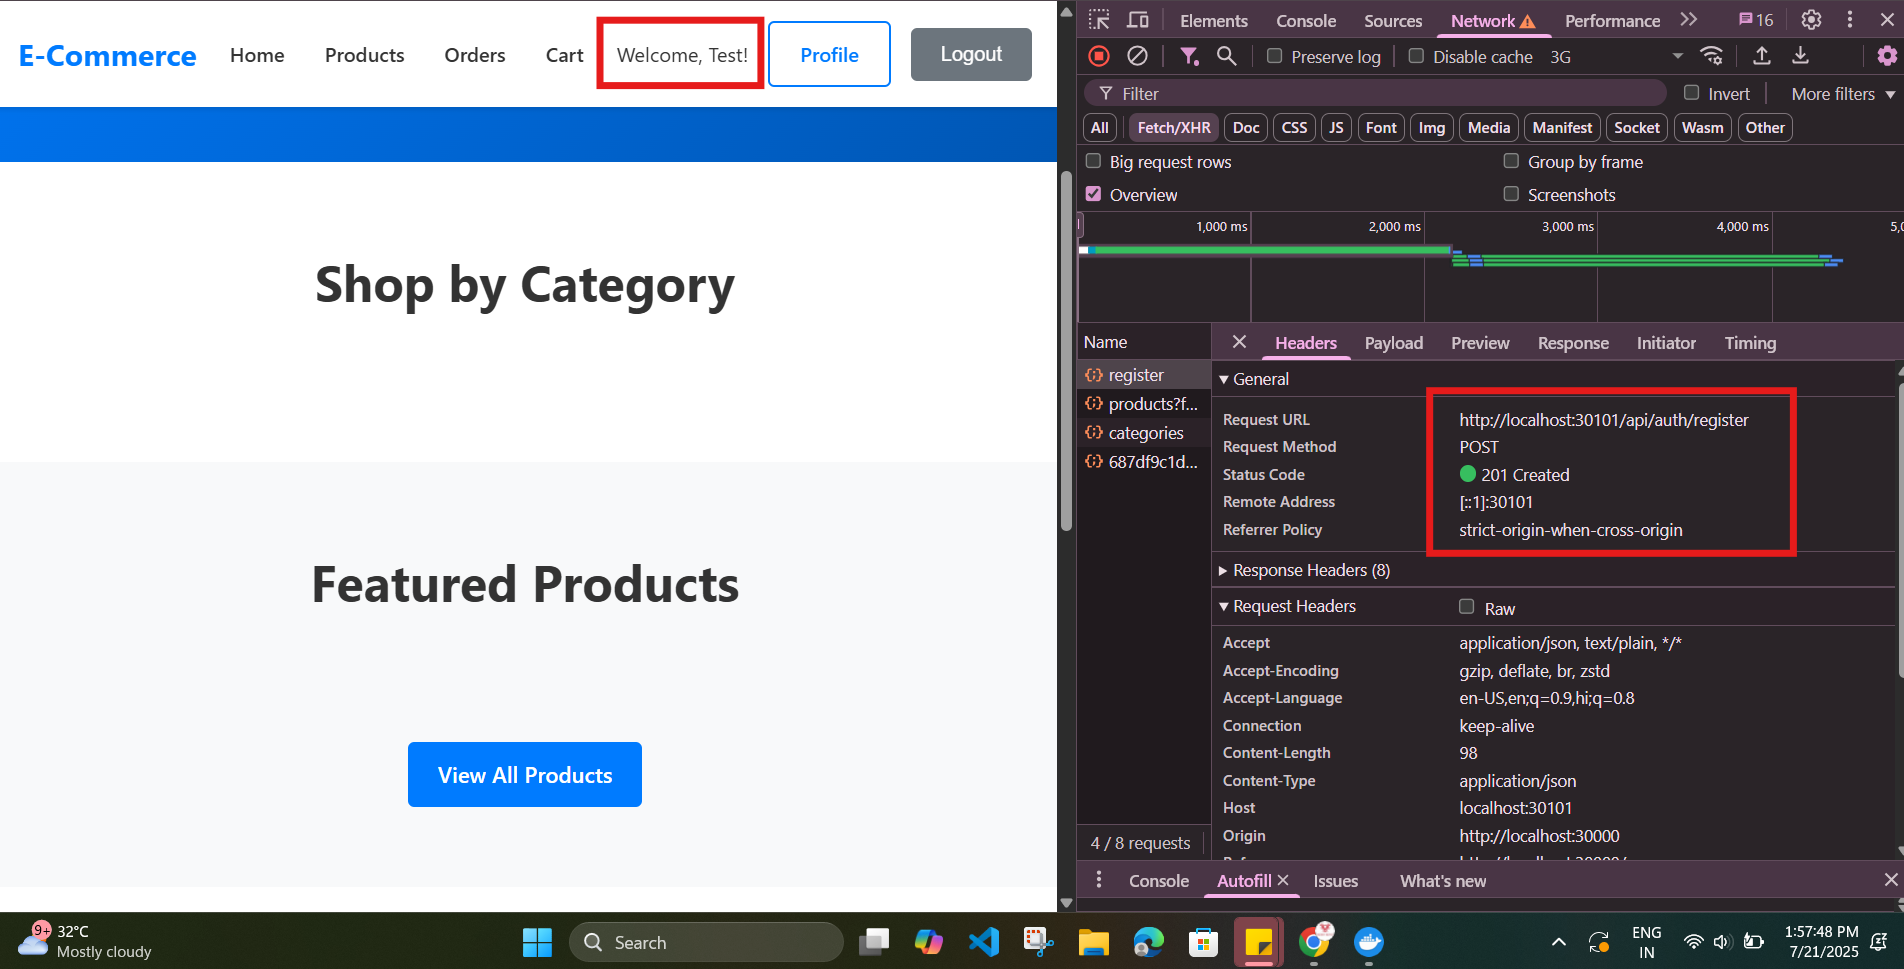 E-Commerce Home Products Orders Cart Welcome, Test! Profile Logout
Shop by Category
Featured Products
View All Products
Elements Console Sources Network Performance 16
Preserve log Disable cache 3G
Filter Invert More filters
All Fetch/XHR Doc CSS JS Font Img Media Manifest Socket Wasm Other
Big request rows Group by frame
Overview Screenshots
1,000 ms 2,000 ms 3,000 ms 4,000 ms 5,0
Name Headers Payload Preview Response Initiator Timing
register
products?f...
categories
687df9c1d...
4 / 8 requests
General
Request URL http://localhost:30101/api/auth/register
Request Method POST
Status Code 201 Created
Remote Address [::1]:30101
Referrer Policy strict-origin-when-cross-origin
Response Headers (8)
Request Headers Raw
Accept application/json, text/plain, */*
Accept-Encoding gzip, deflate, br, zstd
Accept-Language en-US,en;q=0.9,hi;q=0.8
Connection keep-alive
Content-Length 98
Content-Type application/json
Host localhost:30101
Origin http://localhost:30000
Console Autofill Issues What's new
9+ 32°C
Mostly cloudy
Search
ENG
IN
1:57:48 PM
7/21/2025